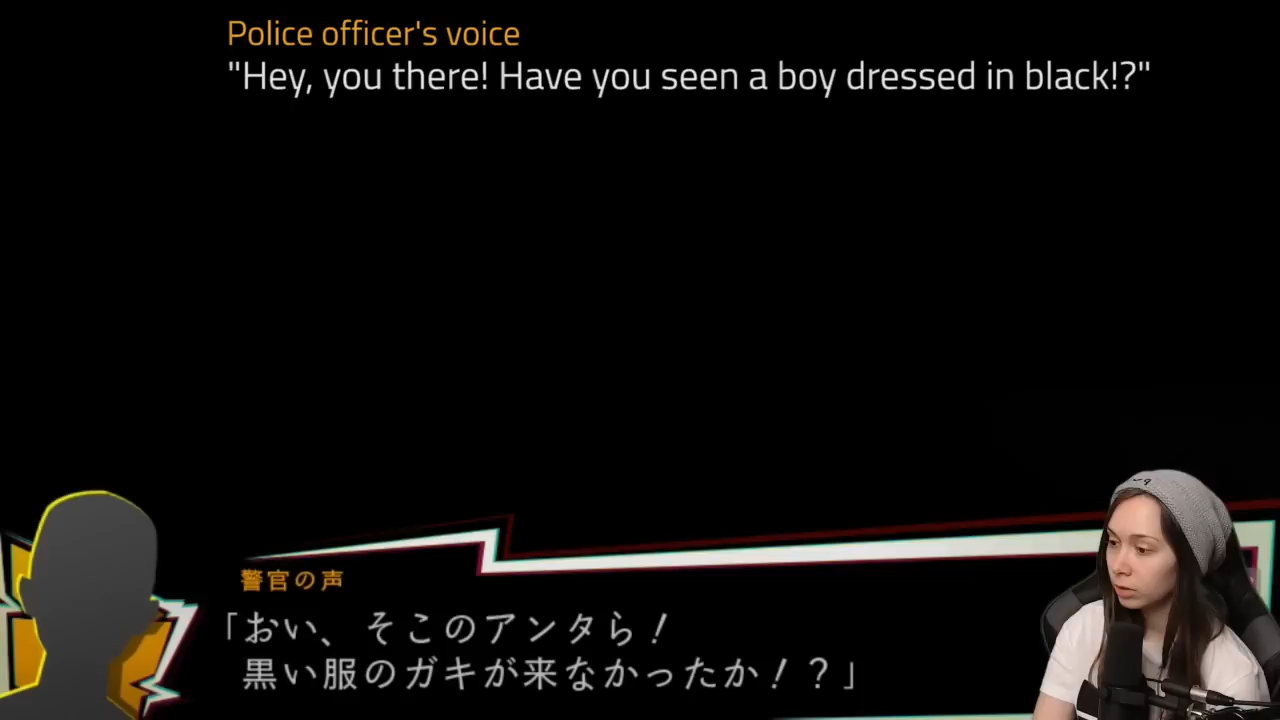 Police officer's voice
"Hey, you there! Have you seen a boy dressed in black!?"
警官の声
「おい、そこのアンタら！
黒い服のガキが来なかったか！？」